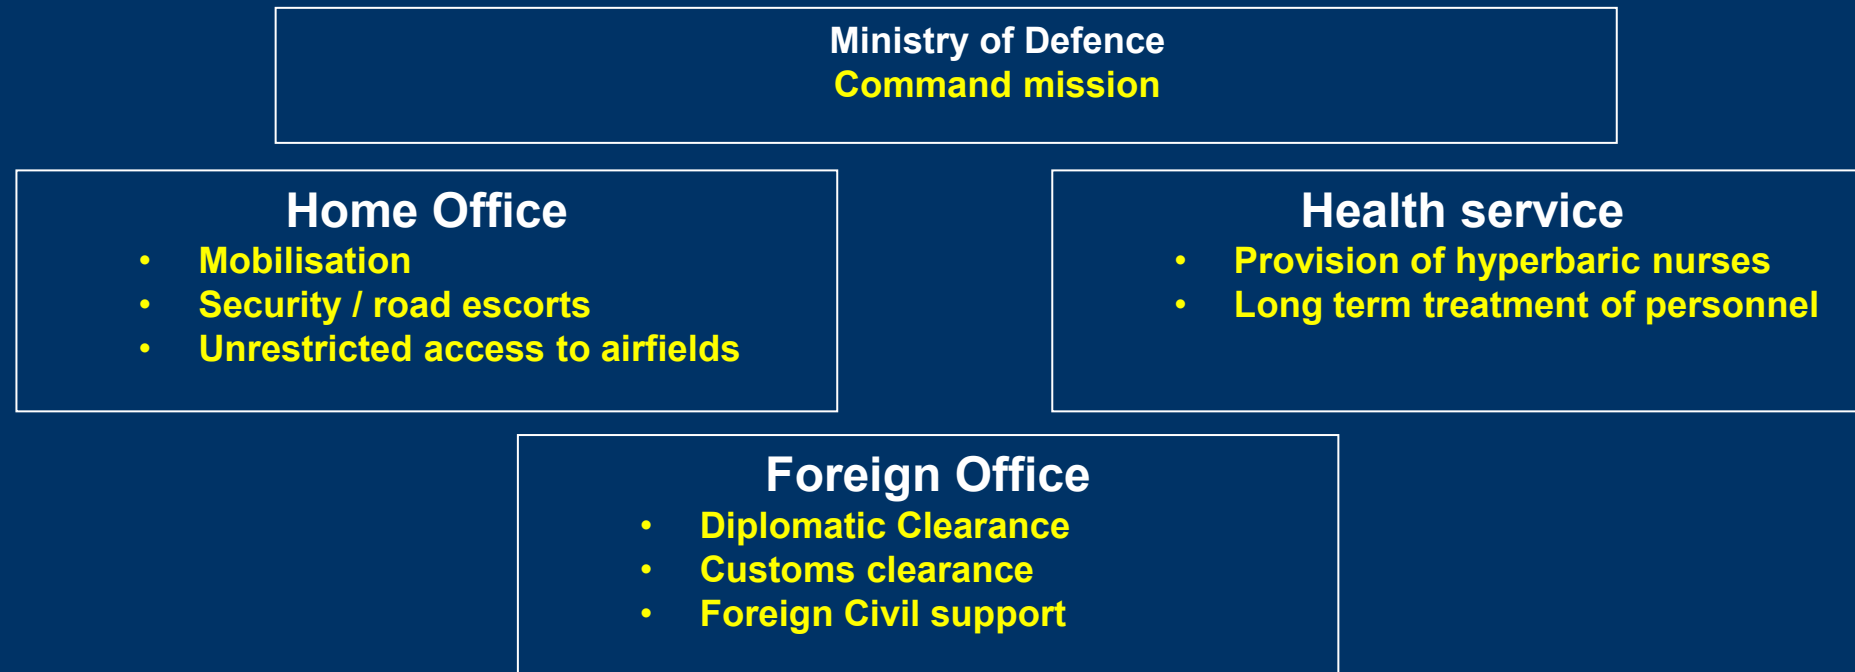 Ministry of Defence
Command mission
Home Office
• Mobilisation
• Security / road escorts
• Unrestricted access to airfields
Health service
• Provision of hyperbaric nurses
• Long term treatment of personnel
Foreign Office
• Diplomatic Clearance
• Customs clearance
• Foreign Civil support